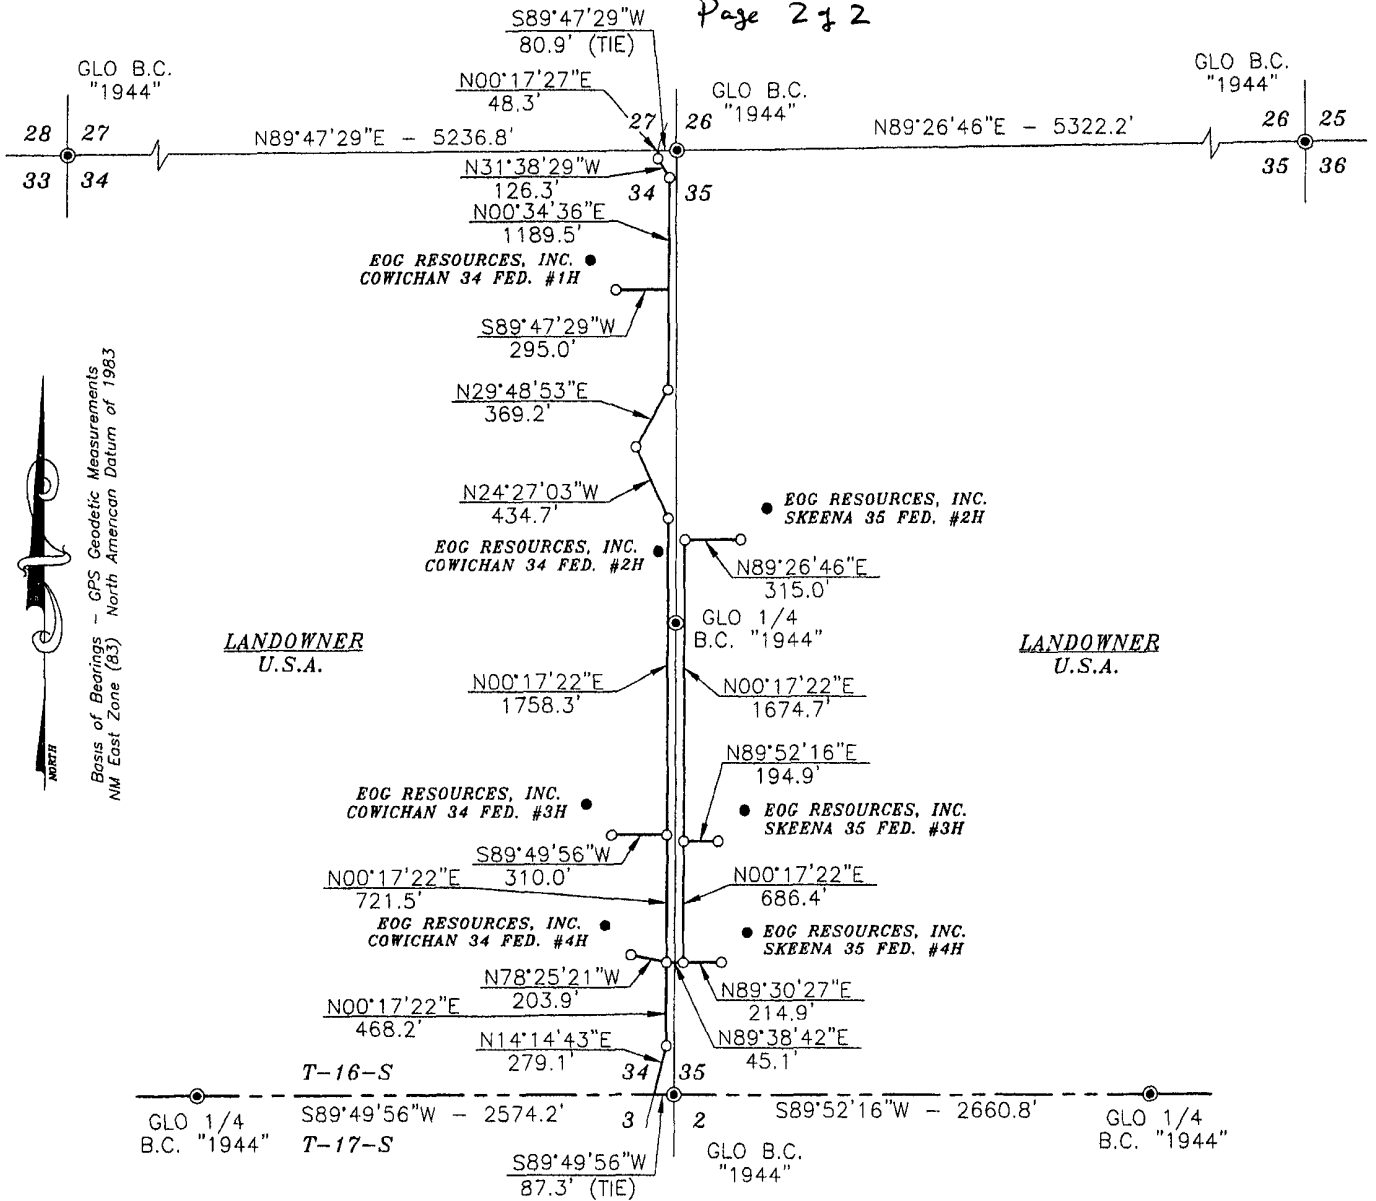 Page 2 of 2
S89°47'29"W
80.9' (TIE)
GLO B.C.
"1944"
N00°17'27"E
48.3'
GLO B.C.
"1944"
GLO B.C.
"1944"
28 27
N89°47'29"E - 5236.8'
27 26
N89°26'46"E - 5322.2'
26 25
33 34
N31°38'29"W
126.3'
34 35
35 36
N00°34'36"E
1189.5'
EOG RESOURCES, INC.
COWICHAN 34 FED. #1H
S89°47'29"W
295.0'
N29°48'53"E
369.2'
N24°27'03"W
434.7'
EOG RESOURCES, INC.
SKEENA 35 FED. #2H
EOG RESOURCES, INC.
COWICHAN 34 FED. #2H
N89°26'46"E
315.0'
GLO 1/4
B.C. "1944"
LANDOWNER
U.S.A.
LANDOWNER
U.S.A.
Basis of Bearings - GPS Geodetic Measurements
NM East Zone (83) North American Datum of 1983
NORTH
N00°17'22"E
1758.3'
N00°17'22"E
1674.7'
N89°52'16"E
194.9'
EOG RESOURCES, INC.
COWICHAN 34 FED. #3H
EOG RESOURCES, INC.
SKEENA 35 FED. #3H
S89°49'56"W
310.0'
N00°17'22"E
721.5'
N00°17'22"E
686.4'
EOG RESOURCES, INC.
COWICHAN 34 FED. #4H
EOG RESOURCES, INC.
SKEENA 35 FED. #4H
N78°25'21"W
203.9'
N89°30'27"E
214.9'
N00°17'22"E
468.2'
N14°14'43"E
279.1'
N89°38'42"E
45.1'
T-16-S
34 35
S89°49'56"W - 2574.2'
3 2
S89°52'16"W - 2660.8'
GLO 1/4
B.C. "1944"
T-17-S
GLO 1/4
B.C. "1944"
S89°49'56"W
87.3' (TIE)
GLO B.C.
"1944"